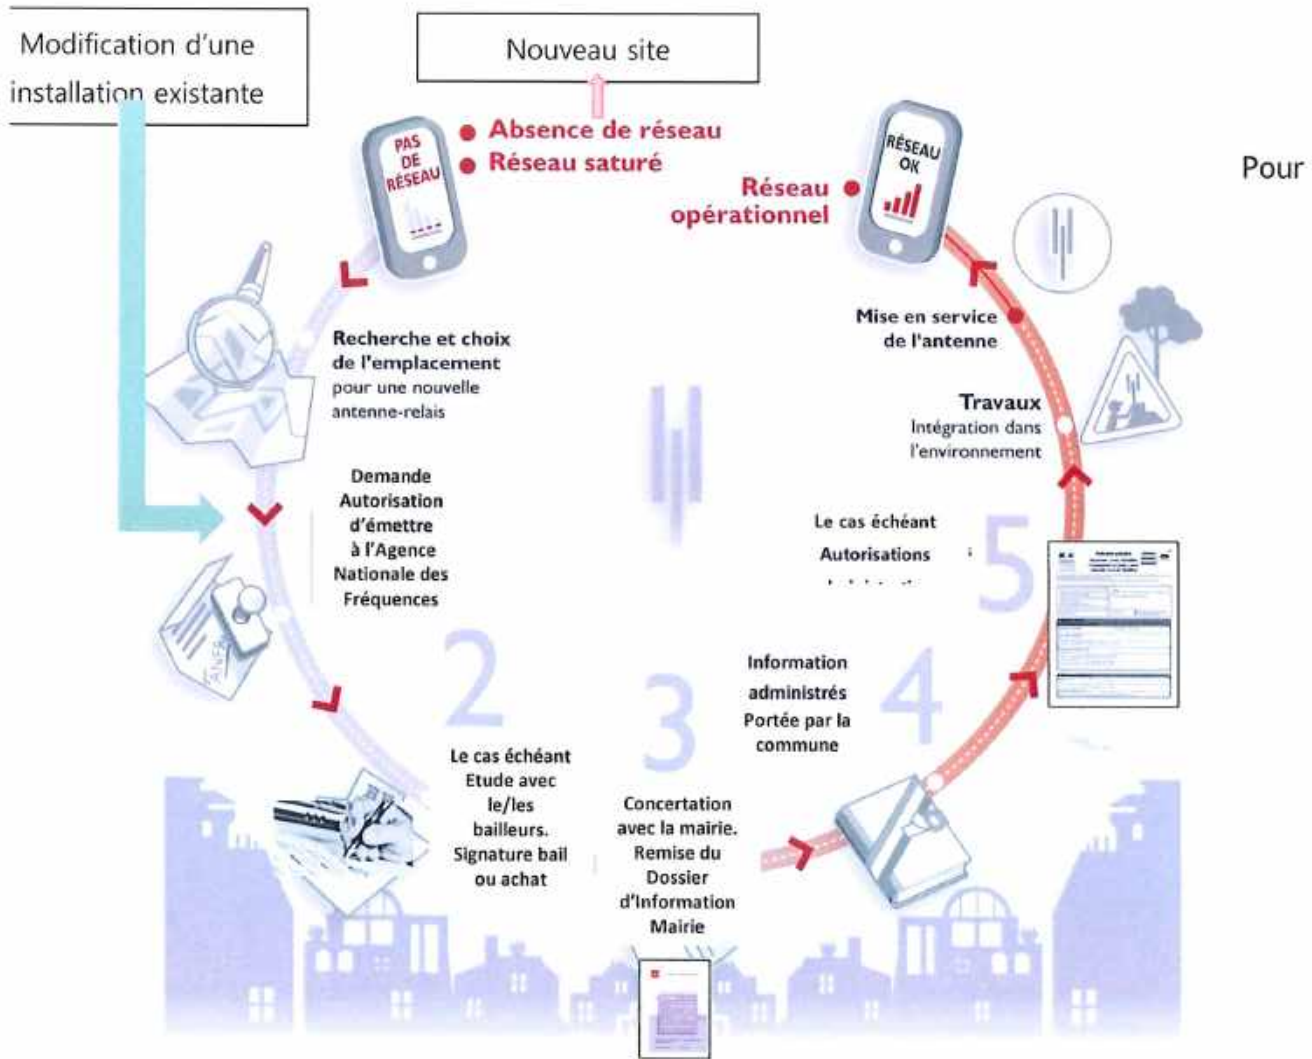 Modification d'une
installation existante
Nouveau site
PAS
DE
RÉSEAU
• Absence de réseau
• Réseau saturé
Réseau
opérationnel
RÉSEAU
OK
Pour
Recherche et choix
de l'emplacement
pour une nouvelle
antenne-relais
Mise en service
de l'antenne
Travaux
Intégration dans
l'environnement
Demande
Autorisation
d'émettre
à l'Agence
Nationale des
Fréquences
ANFR
Le cas échéant
Autorisations
5
2
Le cas échéant
Etude avec
le/les
bailleurs.
Signature bail
ou achat
3
Concertation
avec la mairie.
Remise du
Dossier
d'Information
Mairie
4
Information
administrés
Portée par la
commune